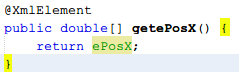 @XmlElement
public double[] getePosX() {
    return ePosX;
}